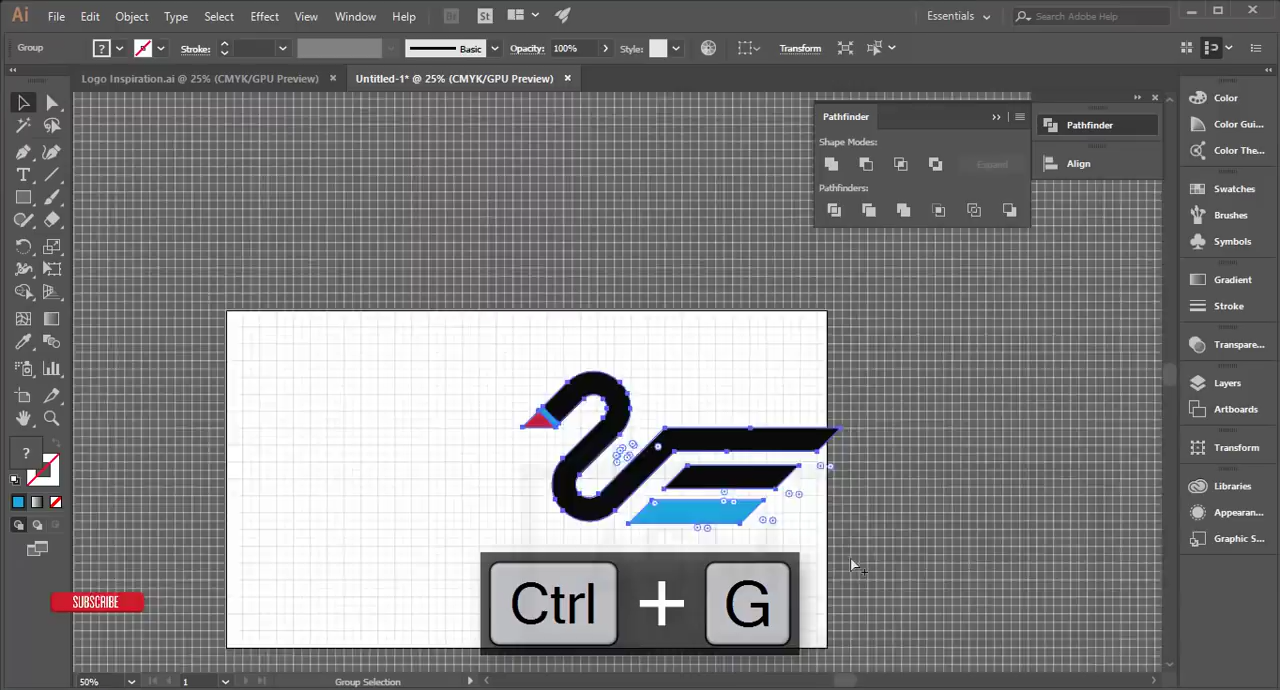 Ai File Edit Object Type Select Effect View Window Help Br St Essentials Search Adobe Help
Group ? Stroke: Basic Opacity: 100% Style: Transform
Logo Inspiration.ai @ 25% (CMYK/GPU Preview) × Untitled-1* @ 25% (CMYK/GPU Preview) ×
Pathfinder
Shape Modes:
Expand
Pathfinders:
Pathfinder
Align
Color
Color Gui...
Color The...
Swatches
Brushes
Symbols
Gradient
Stroke
Transpare...
Layers
Artboards
Transform
Libraries
Appearan...
Graphic S...
T
?
Ctrl + G
SUBSCRIBE
50% 1 Group Selection